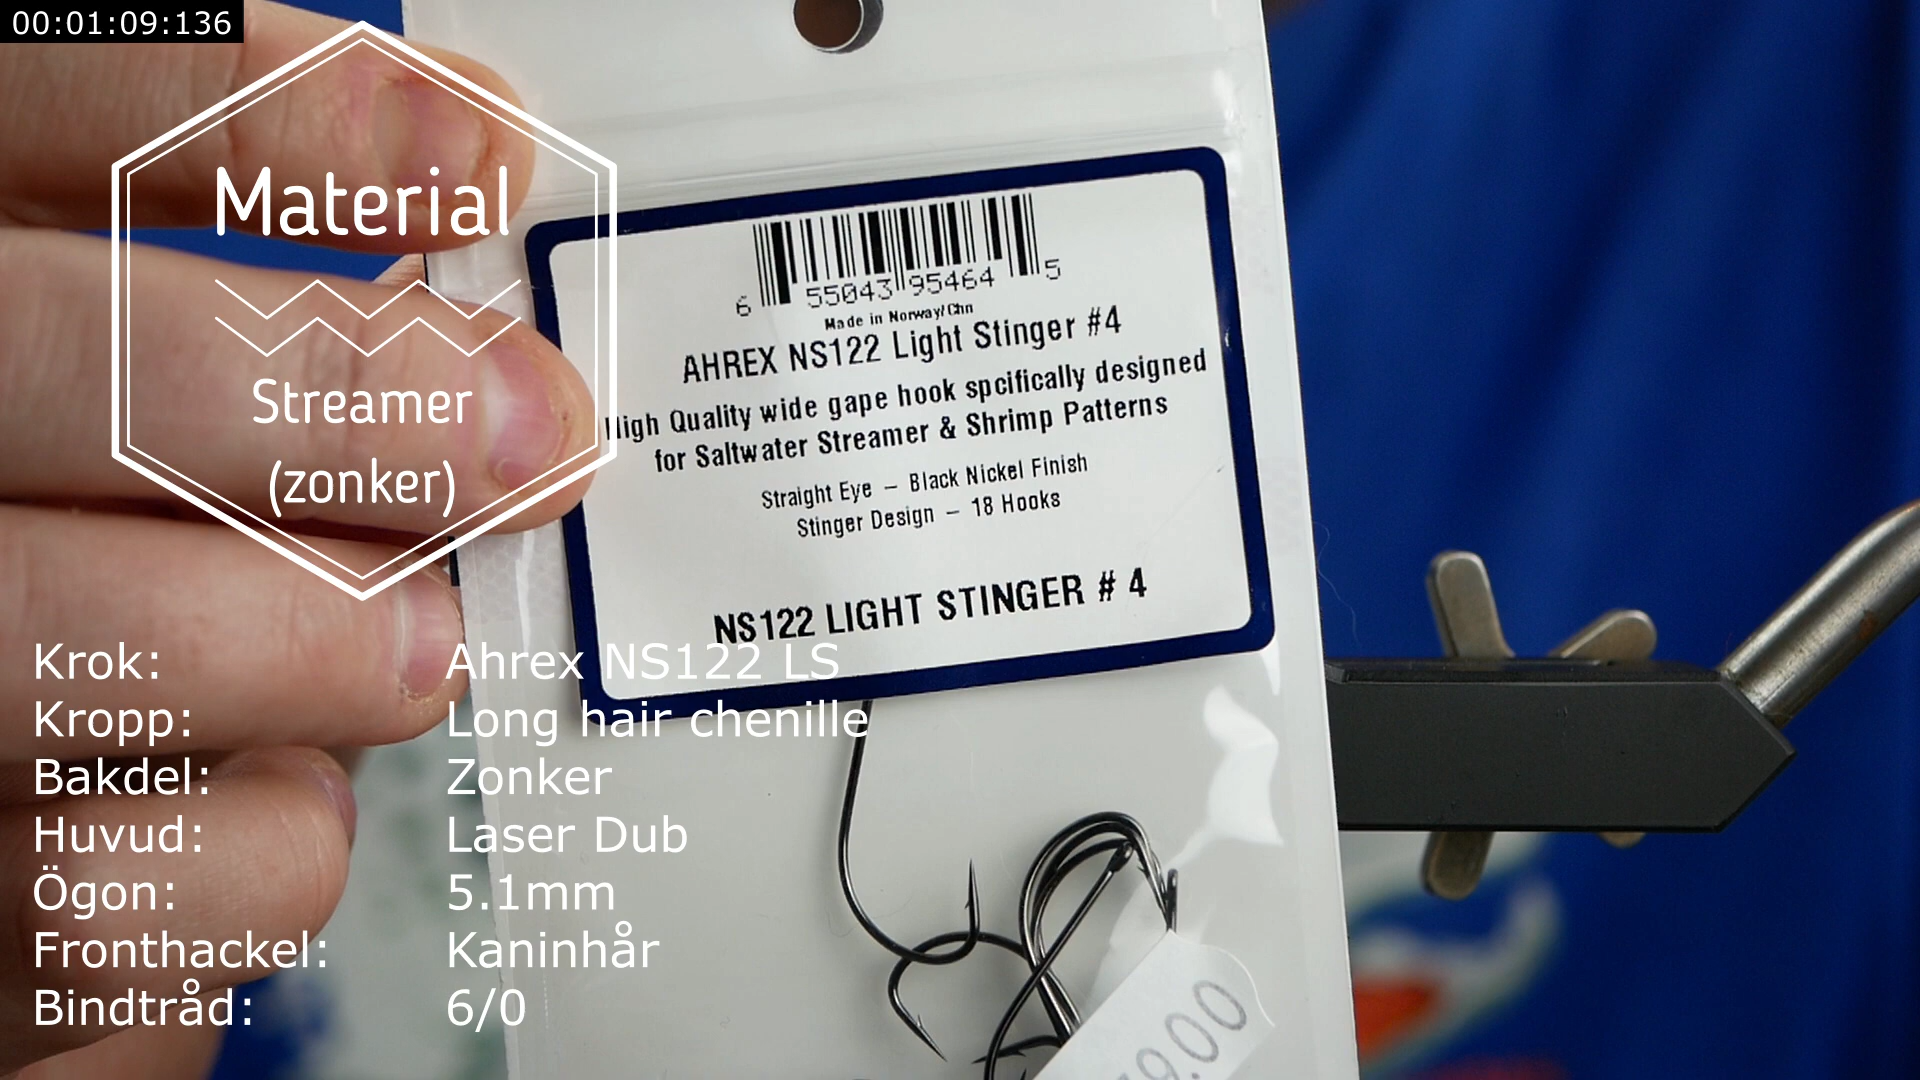 00:01:09:136
Material
Streamer
(zonker)
6 55043 95464 5
Made in Norway/Chn
AHREX NS122 Light Stinger #4
High Quality wide gape hook spcifically designed
for Saltwater Streamer & Shrimp Patterns
Straight Eye – Black Nickel Finish
Stinger Design – 18 Hooks
NS122 LIGHT STINGER # 4
Krok: Ahrex NS122 LS
Kropp: Long hair chenille
Bakdel: Zonker
Huvud: Laser Dub
Ögon: 5.1mm
Fronthackel: Kaninhår
Bindtråd: 6/0